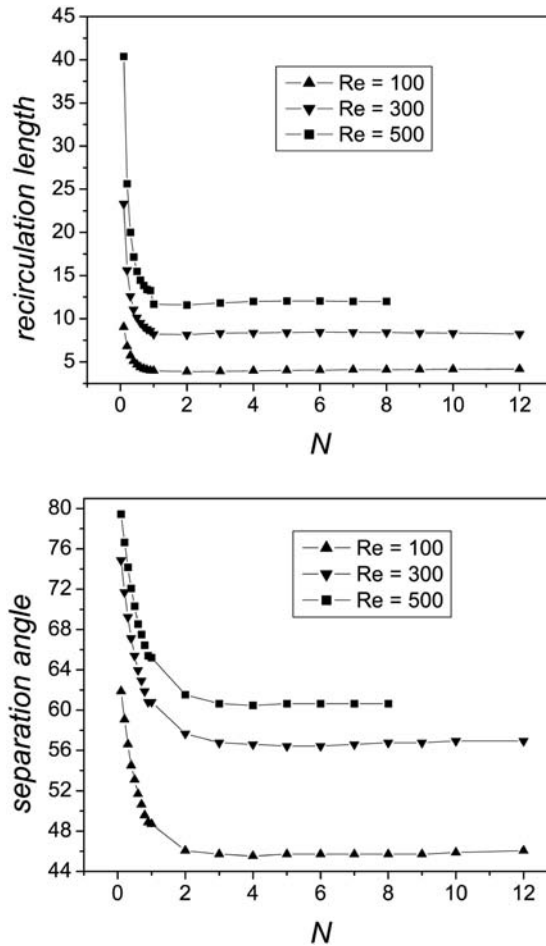 45
40
35
30
25
20
15
10
5
recirculation length
Re = 100
Re = 300
Re = 500
0 2 4 6 8 10 12
N
80
76
72
68
64
60
56
52
48
44
separation angle
Re = 100
Re = 300
Re = 500
0 2 4 6 8 10 12
N